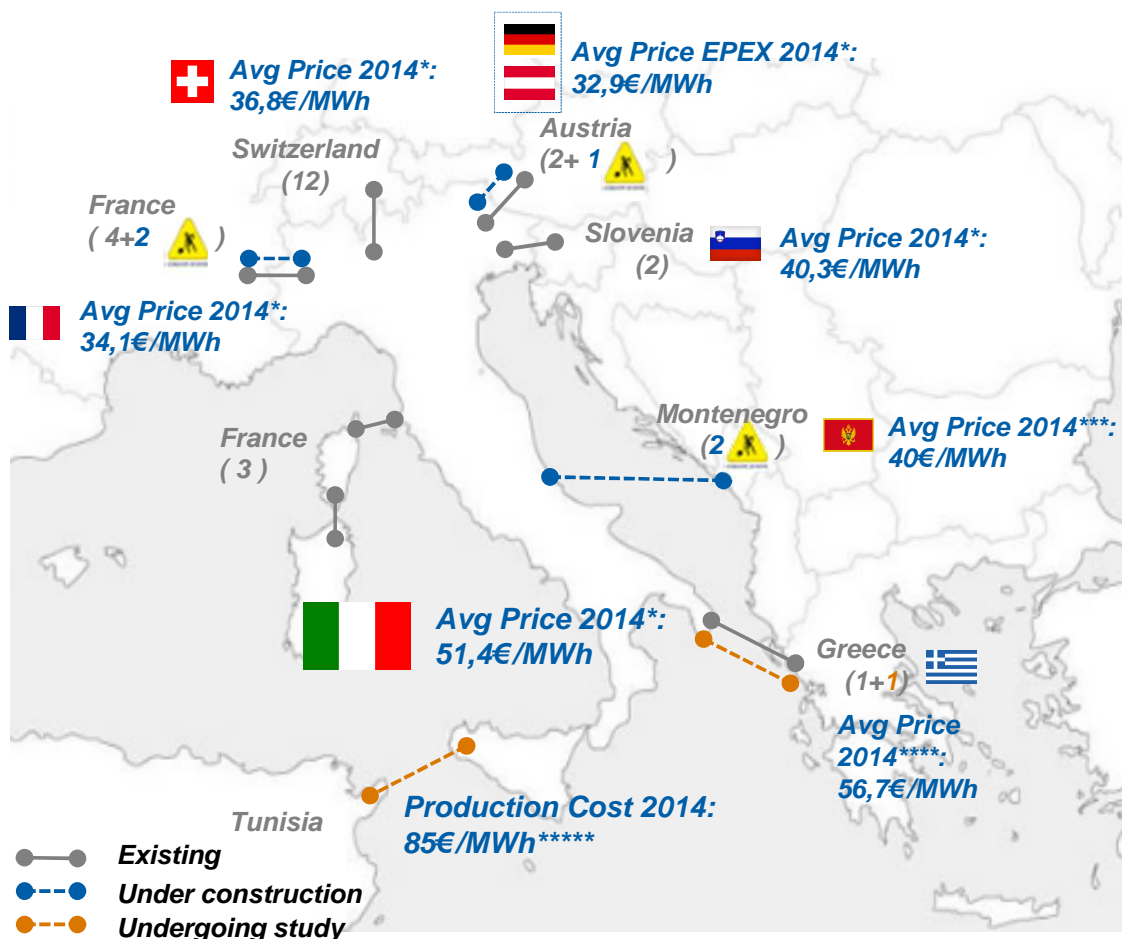 Avg Price 2014*:
36,8€/MWh
Avg Price EPEX 2014*:
32,9€/MWh
Switzerland
(12)
Austria
(2+ 1 )
France
( 4+2 )
Slovenia
(2)
Avg Price 2014*:
40,3€/MWh
Avg Price 2014*:
34,1€/MWh
France
( 3 )
Montenegro
(2 )
Avg Price 2014***:
40€/MWh
Avg Price 2014*:
51,4€/MWh
Greece
(1+1)
Avg Price
2014****:
56,7€/MWh
Tunisia
Production Cost 2014:
85€/MWh*****
Existing
Under construction
Undergoing study